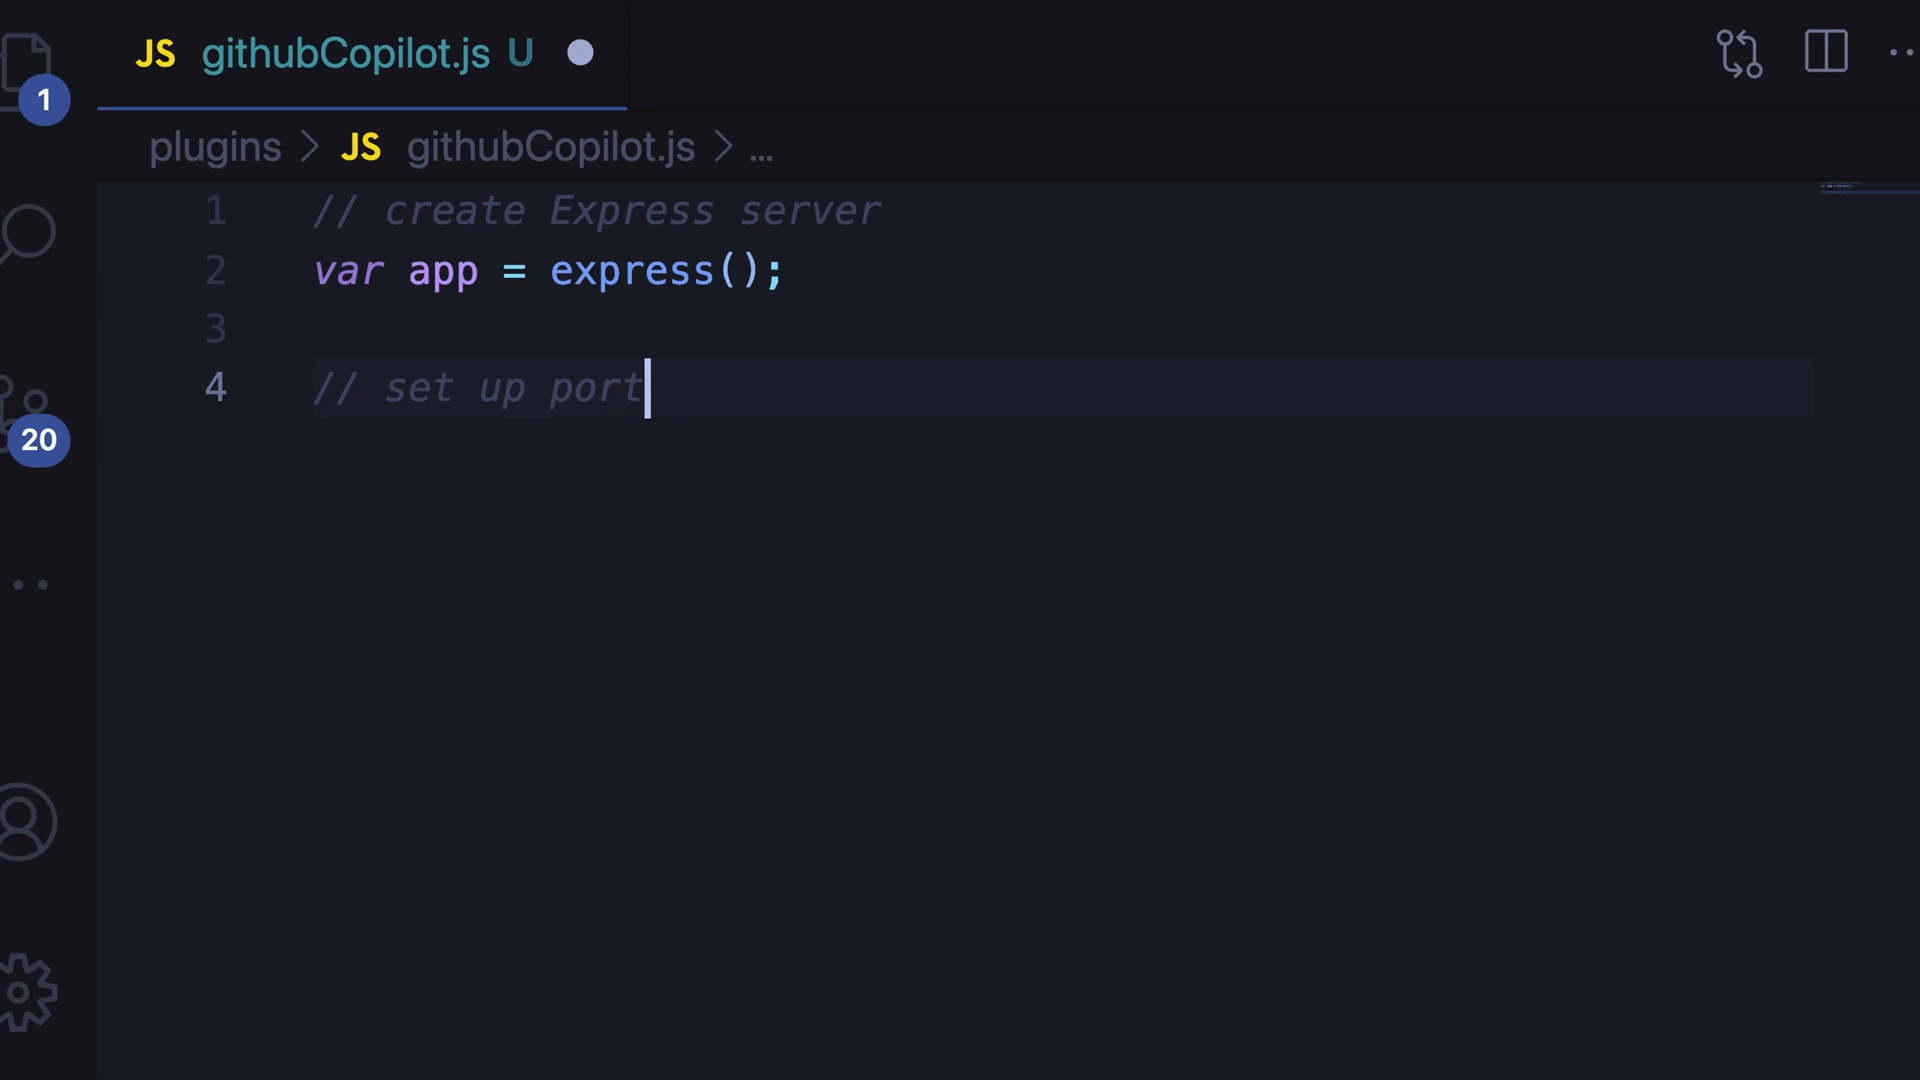 JS githubCopilot.js U
1
plugins > JS githubCopilot.js > ...
1 // create Express server
2 var app = express();
3
4 // set up port
20